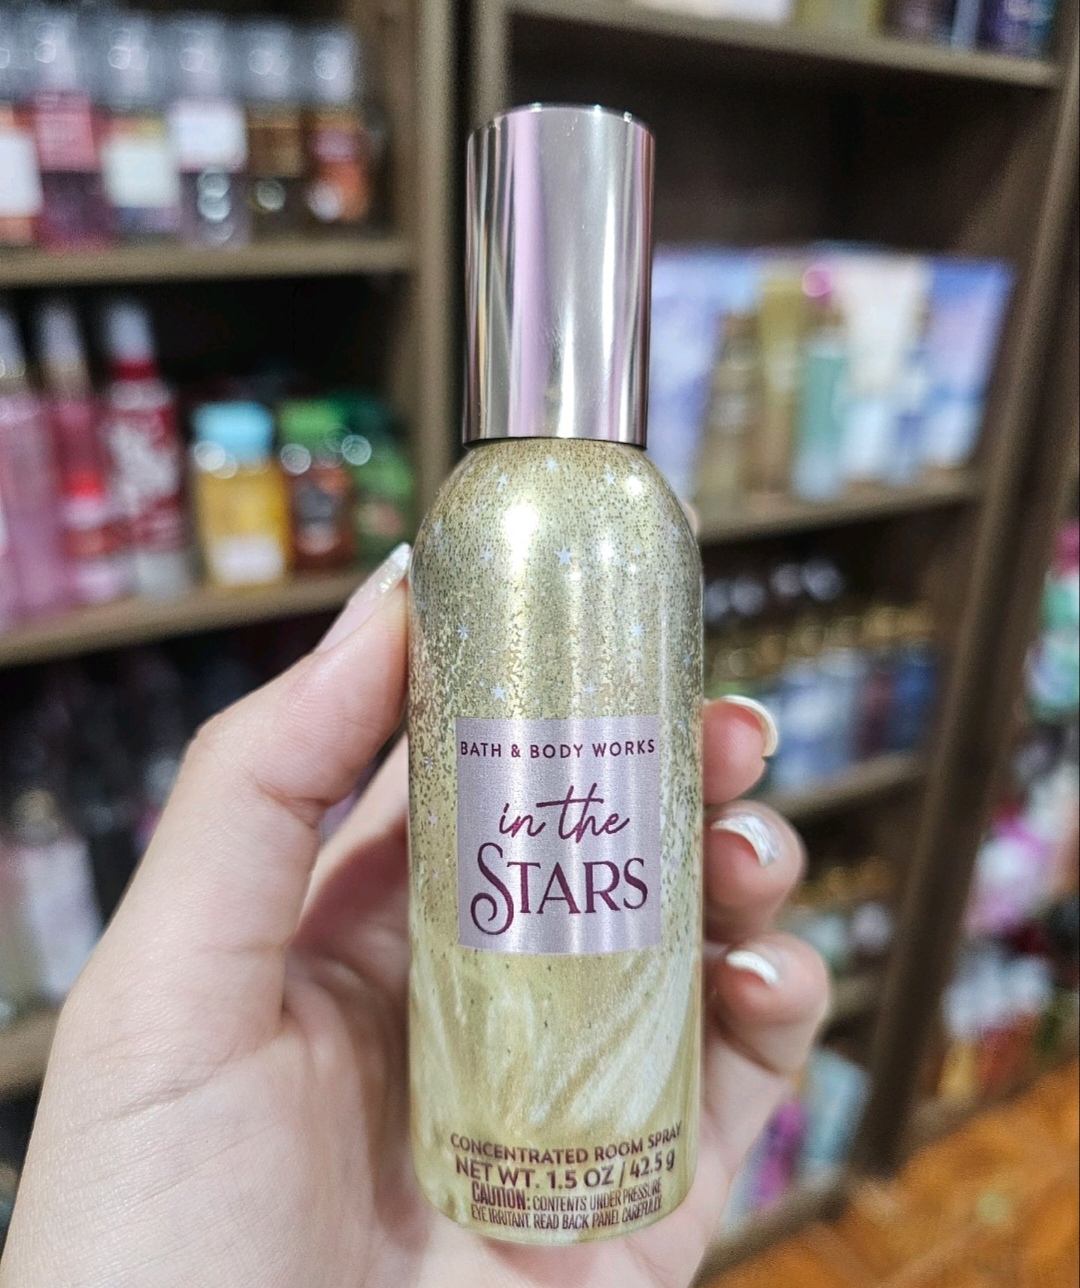 BATH & BODY WORKS
in the
STARS
CONCENTRATED ROOM SPRAY
NET WT. 1.5 OZ / 42.5 g
CAUTION: CONTENTS UNDER PRESSURE
EYE IRRITANT. READ BACK PANEL CAREFULLY.